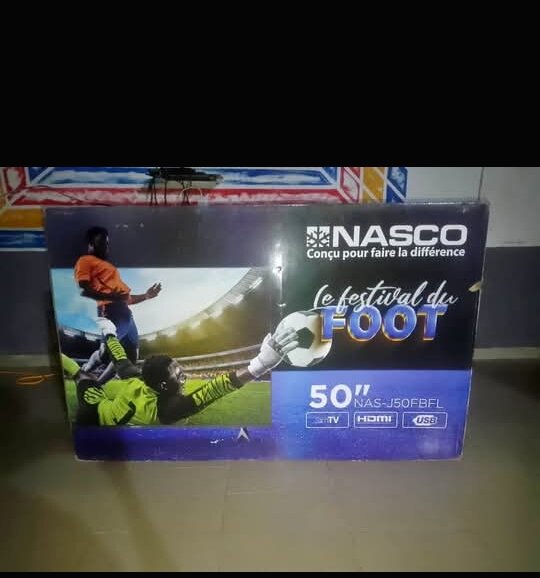 NASCO
Conçu pour faire la différence
Le festival du
FOOT
50"
NAS-J50FBFL
HDMI
USB